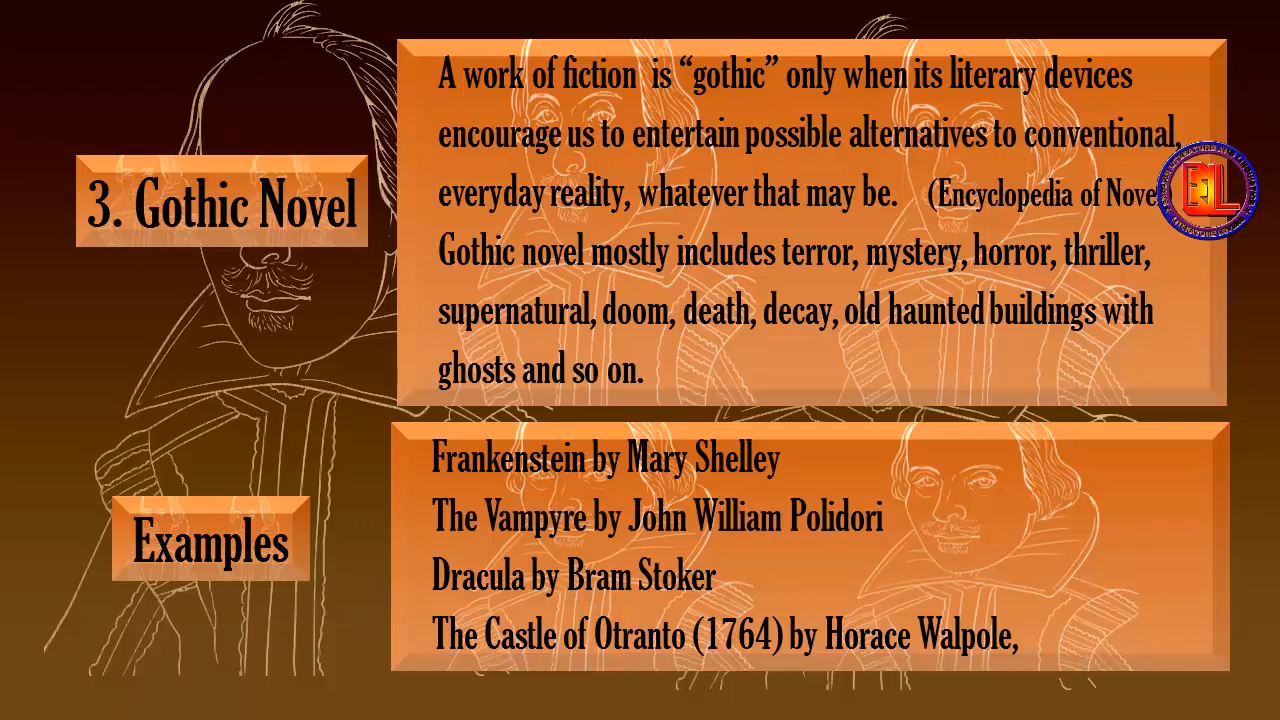 3. Gothic Novel
A work of fiction is “gothic” only when its literary devices
encourage us to entertain possible alternatives to conventional,
everyday reality, whatever that may be. (Encyclopedia of
Gothic novel mostly includes terror, mystery, horror, thriller,
supernatural, doom, death, decay, old haunted buildings with
ghosts and so on.
Examples
Frankenstein by Mary Shelley
The Vampyre by John William Polidori
Dracula by Bram Stoker
The Castle of Otranto (1764) by Horace Walpole,